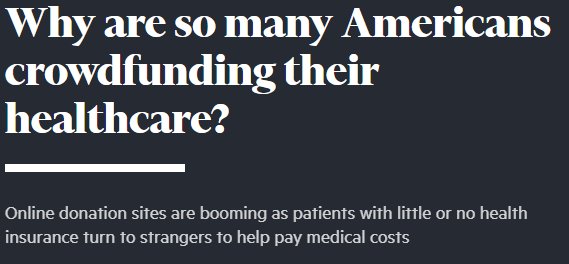 Why are so many Americans
crowdfunding their
healthcare?
Online donation sites are booming as patients with little or no health
insurance turn to strangers to help pay medical costs